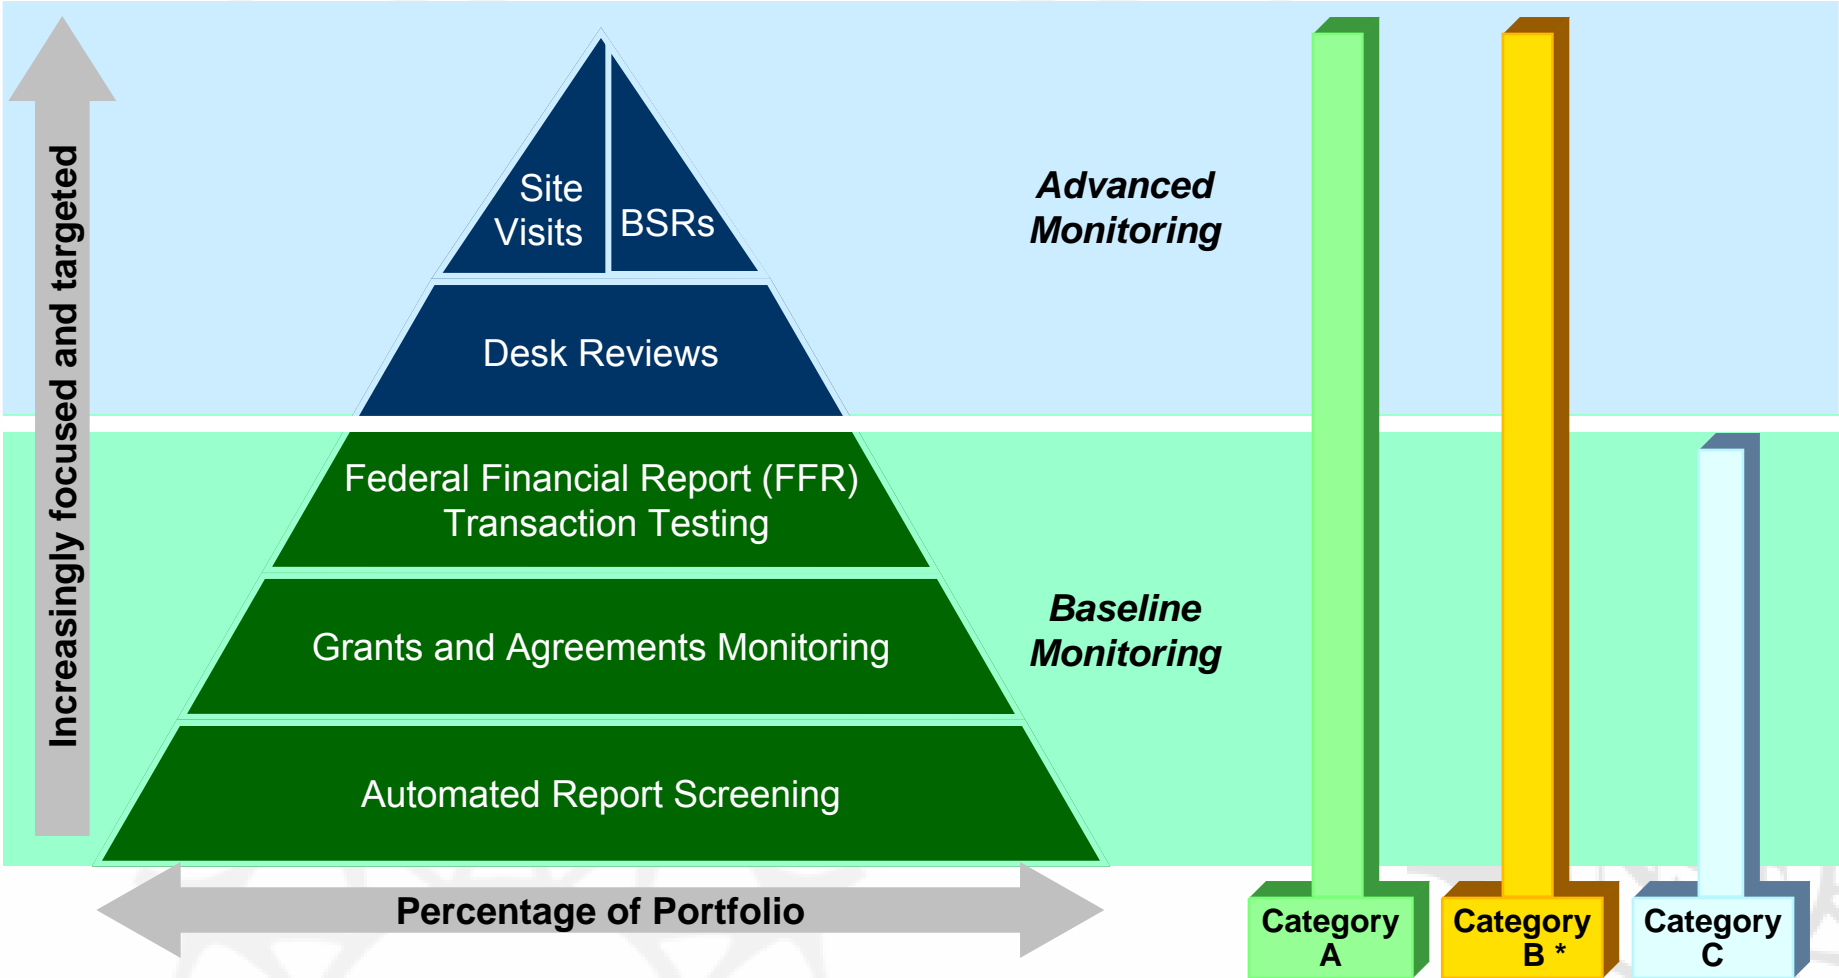 Increasingly focused and targeted
Site
Visits
BSRs
Desk Reviews
Advanced
Monitoring
Federal Financial Report (FFR)
Transaction Testing
Grants and Agreements Monitoring
Automated Report Screening
Baseline
Monitoring
Percentage of Portfolio
Category
A
Category
B *
Category
C